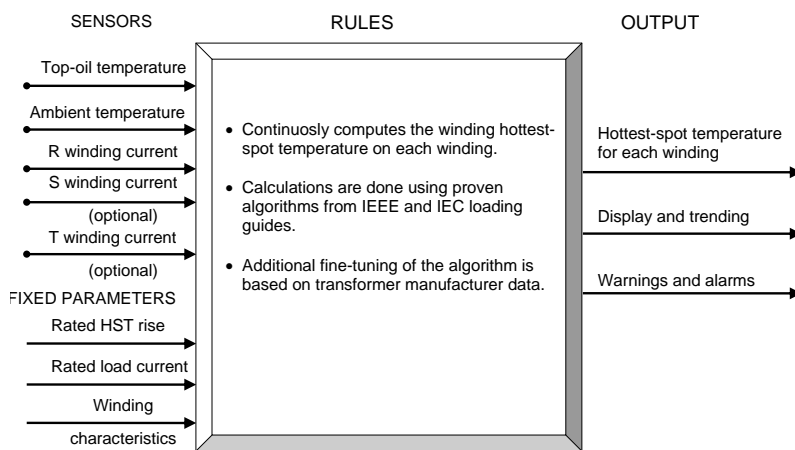 SENSORS
RULES
OUTPUT
Top-oil temperature
Ambient temperature
R winding current
S winding current
(optional)
T winding current
(optional)
FIXED PARAMETERS
Rated HST rise
Rated load current
Winding
characteristics
• Continuosly computes the winding hottest-
spot temperature on each winding.
• Calculations are done using proven
algorithms from IEEE and IEC loading
guides.
• Additional fine-tuning of the algorithm is
based on transformer manufacturer data.
Hottest-spot temperature
for each winding
Display and trending
Warnings and alarms